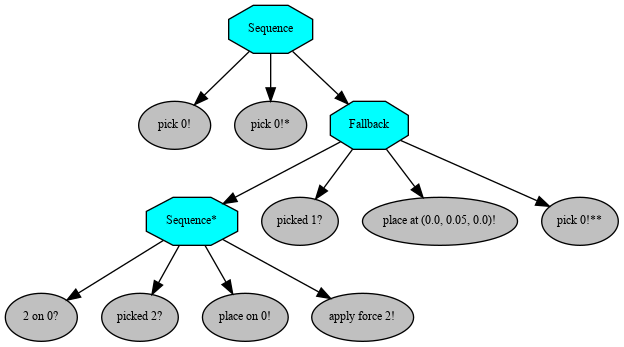 Sequence
pick 0!
pick 0!*
Fallback
Sequence*
picked 1?
place at (0.0, 0.05, 0.0)!
pick 0!**
2 on 0?
picked 2?
place on 0!
apply force 2!